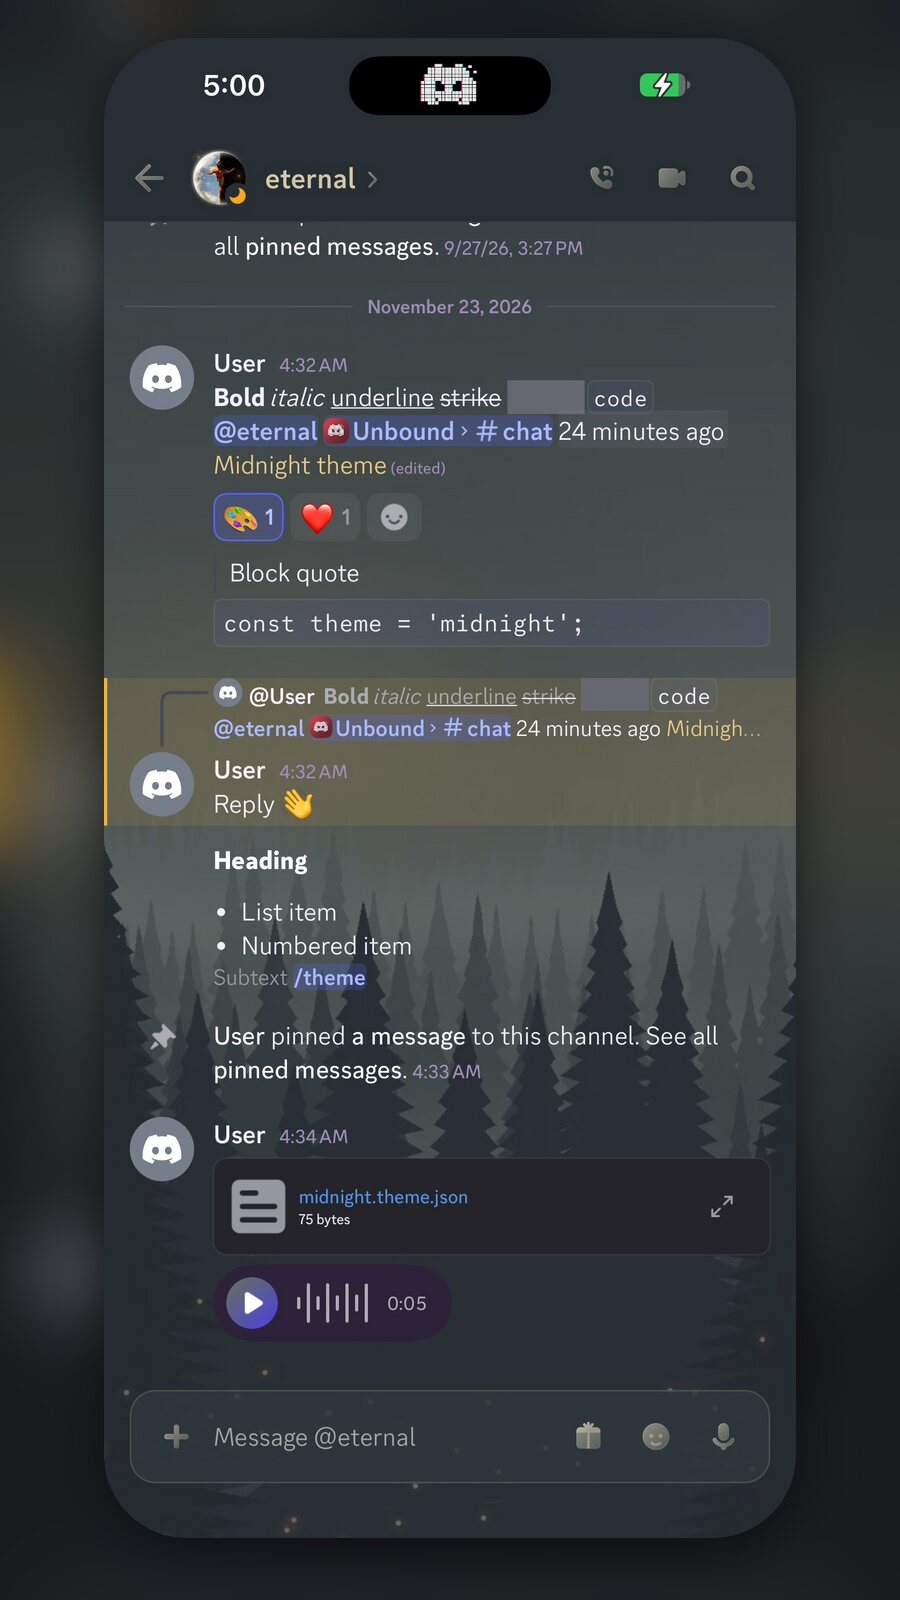 5:00
eternal
all pinned messages. 9/27/26, 3:27 PM
November 23, 2026
User 4:32 AM
Bold italic underline strike code
@eternal Unbound › # chat 24 minutes ago
Midnight theme (edited)
1 1
Block quote
const theme = 'midnight';
@User Bold italic underline strike code
@eternal Unbound › # chat 24 minutes ago Midnigh...
User 4:32 AM
Reply 👋
Heading
• List item
• Numbered item
Subtext /theme
User pinned a message to this channel. See all
pinned messages. 4:33 AM
User 4:34 AM
midnight.theme.json
75 bytes
0:05
Message @eternal